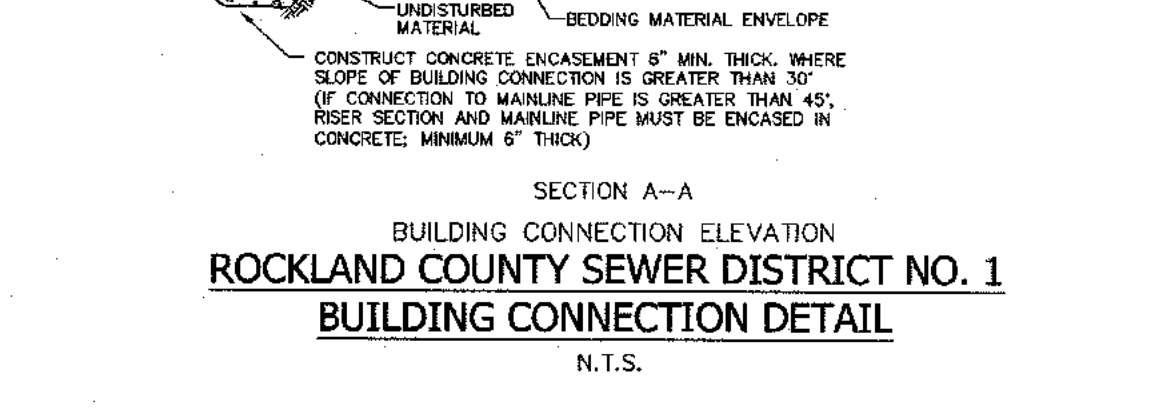 UNDISTURBED
MATERIAL
BEDDING MATERIAL ENVELOPE
CONSTRUCT CONCRETE ENCASEMENT 6" MIN. THICK. WHERE
SLOPE OF BUILDING CONNECTION IS GREATER THAN 30°
(IF CONNECTION TO MAINLINE PIPE IS GREATER THAN 45°,
RISER SECTION AND MAINLINE PIPE MUST BE ENCASED IN
CONCRETE; MINIMUM 6" THICK)
SECTION A-A
BUILDING CONNECTION ELEVATION
ROCKLAND COUNTY SEWER DISTRICT NO. 1
BUILDING CONNECTION DETAIL
N.T.S.